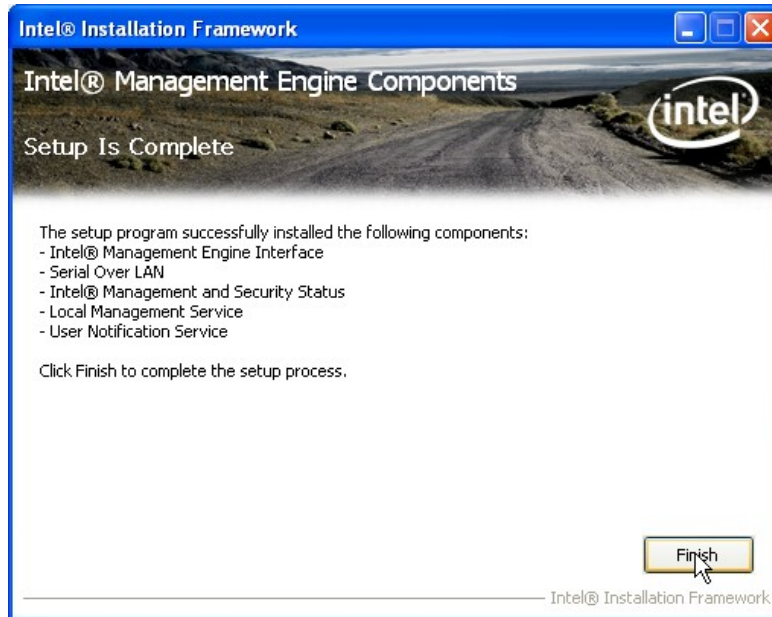 Intel® Installation Framework
Intel® Management Engine Components
intel
Setup Is Complete
The setup program successfully installed the following components:
- Intel® Management Engine Interface
- Serial Over LAN
- Intel® Management and Security Status
- Local Management Service
- User Notification Service
Click Finish to complete the setup process.
Finish
Intel® Installation Framework